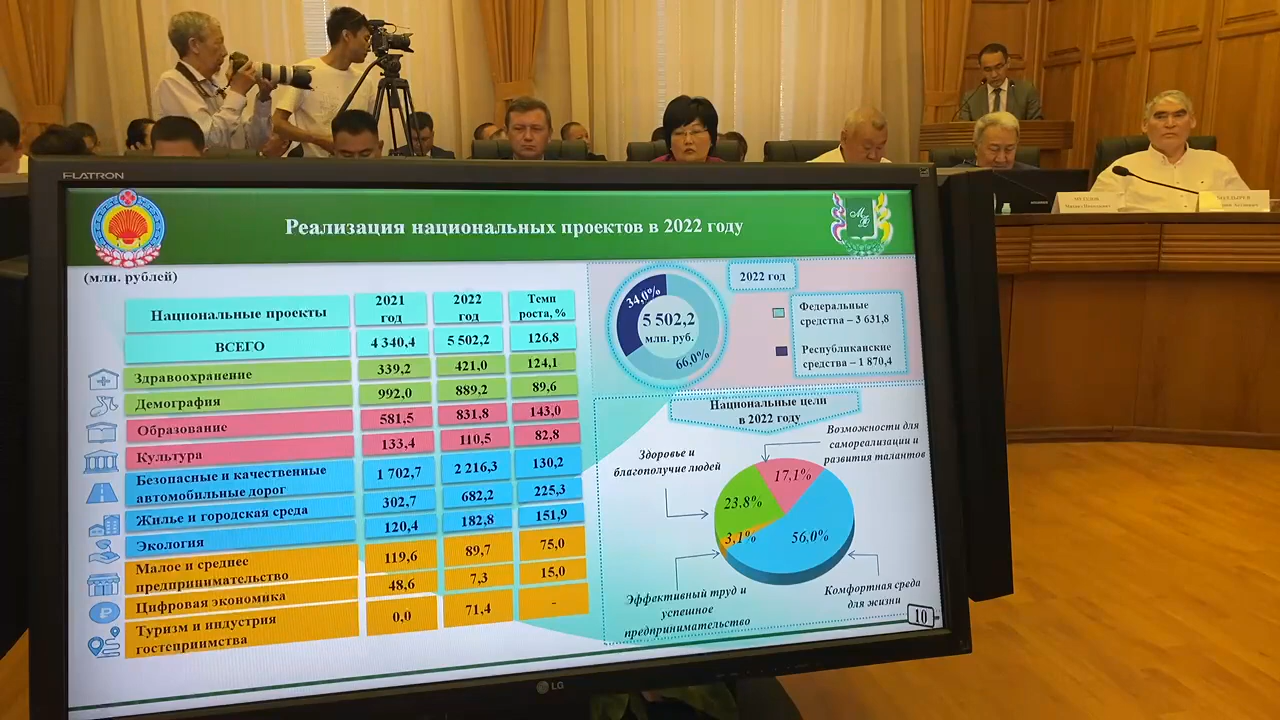 FLATRON
Реализация национальных проектов в 2022 году
(млн. рублей)
Национальные проекты
2021
год
2022
год
Темп
роста, %
ВСЕГО
4 340,4
5 502,2
126,8
Здравоохранение
339,2
421,0
124,1
Демография
992,0
889,2
89,6
Образование
581,5
831,8
143,0
Культура
133,4
110,5
82,8
Безопасные и качественные
автомобильные дорог
1 702,7
2 216,3
130,2
Жилье и городская среда
302,7
682,2
225,3
Экология
120,4
182,8
151,9
Малое и среднее
предпринимательство
119,6
89,7
75,0
Цифровая экономика
48,6
7,3
15,0
Туризм и индустрия
гостеприимства
0,0
71,4
-
34,0%
5 502,2
млн. руб.
66,0%
2022 год
Федеральные
средства – 3 631,8
Республиканские
средства – 1 870,4
Национальные цели
в 2022 году
Здоровье и
благополучие людей
Возможности для
самореализации и
развития талантов
23,8%
17,1%
3,1%
56,0%
Эффективный труд и
успешное
предпринимательство
Комфортная среда
для жизни
10
LG